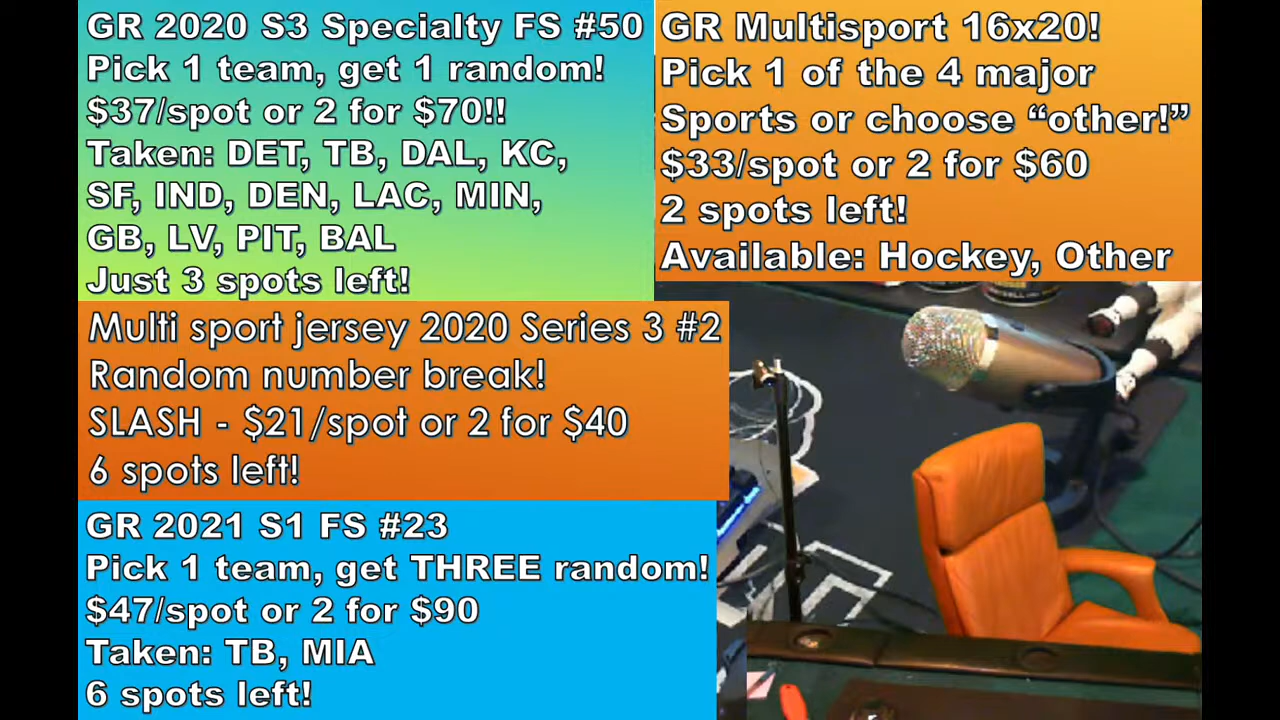 GR 2020 S3 Specialty FS #50
Pick 1 team, get 1 random!
$37/spot or 2 for $70!!
Taken: DET, TB, DAL, KC,
SF, IND, DEN, LAC, MIN,
GB, LV, PIT, BAL
Just 3 spots left!
GR Multisport 16x20!
Pick 1 of the 4 major
Sports or choose “other!”
$33/spot or 2 for $60
2 spots left!
Available: Hockey, Other
Multi sport jersey 2020 Series 3 #2
Random number break!
SLASH - $21/spot or 2 for $40
6 spots left!
GR 2021 S1 FS #23
Pick 1 team, get THREE random!
$47/spot or 2 for $90
Taken: TB, MIA
6 spots left!